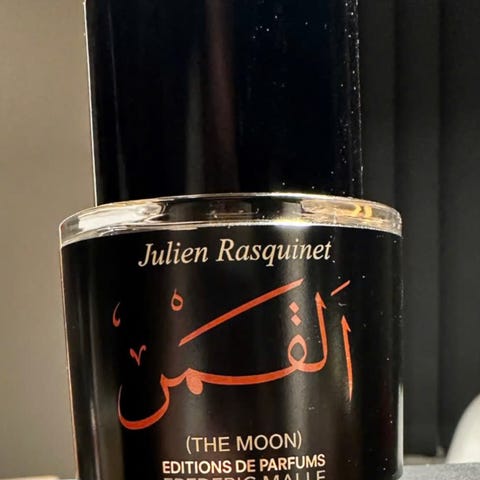 Julien Rasquinet
القمر
(THE MOON)
EDITIONS DE PARFUMS
FREDERIC MALLE